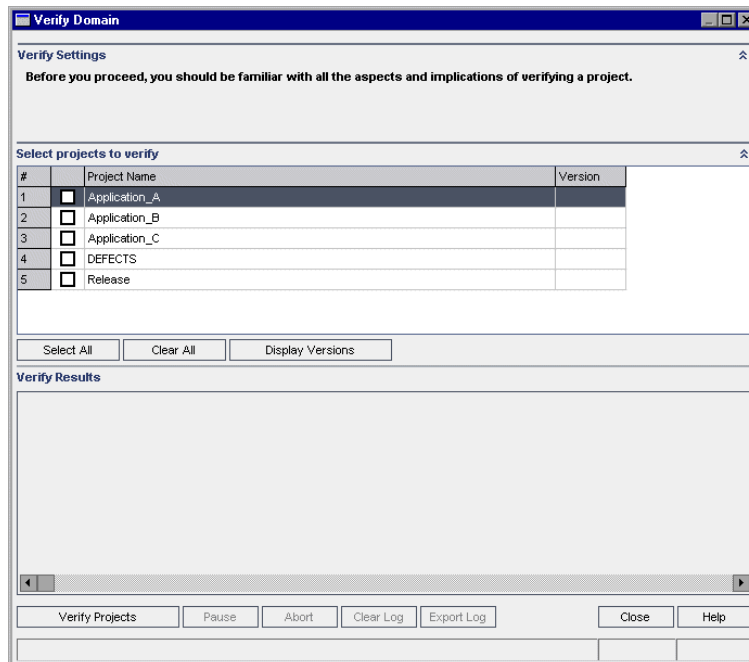 Verify Domain
Verify Settings
Before you proceed, you should be familiar with all the aspects and implications of verifying a project.
Select projects to verify
# Project Name Version
1 Application_A
2 Application_B
3 Application_C
4 DEFECTS
5 Release
Select All Clear All Display Versions
Verify Results
Verify Projects Pause Abort Clear Log Export Log Close Help